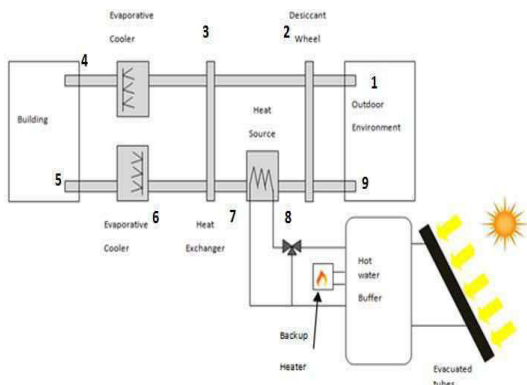 Evaporative
Cooler
3
Desiccant
2 Wheel
4
1
Building
Heat
Source
Outdoor
Environment
5
6
7
8
9
Evaporative
Cooler
Heat
Exchanger
Hot
water
Buffer
Backup
Heater
Evacuated
tubes